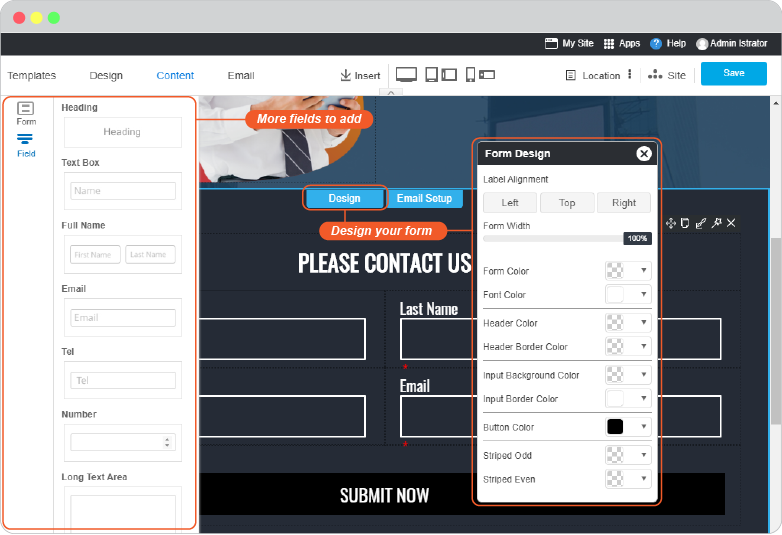 My Site
Apps
Help
Admin Istrator
Templates
Design
Content
Email
Insert
Location
Site
Save
Form
Field
Heading
Heading
Text Box
Name
Full Name
First Name
Last Name
Email
Email
Tel
Tel
Number
Long Text Area
More fields to add
Design
Email Setup
Design your form
PLEASE CONTACT US
Last Name
*
Email
*
SUBMIT NOW
Form Design
Label Alignment
Left
Top
Right
Form Width
100%
Form Color
Font Color
Header Color
Header Border Color
Input Background Color
Input Border Color
Button Color
Striped Odd
Striped Even